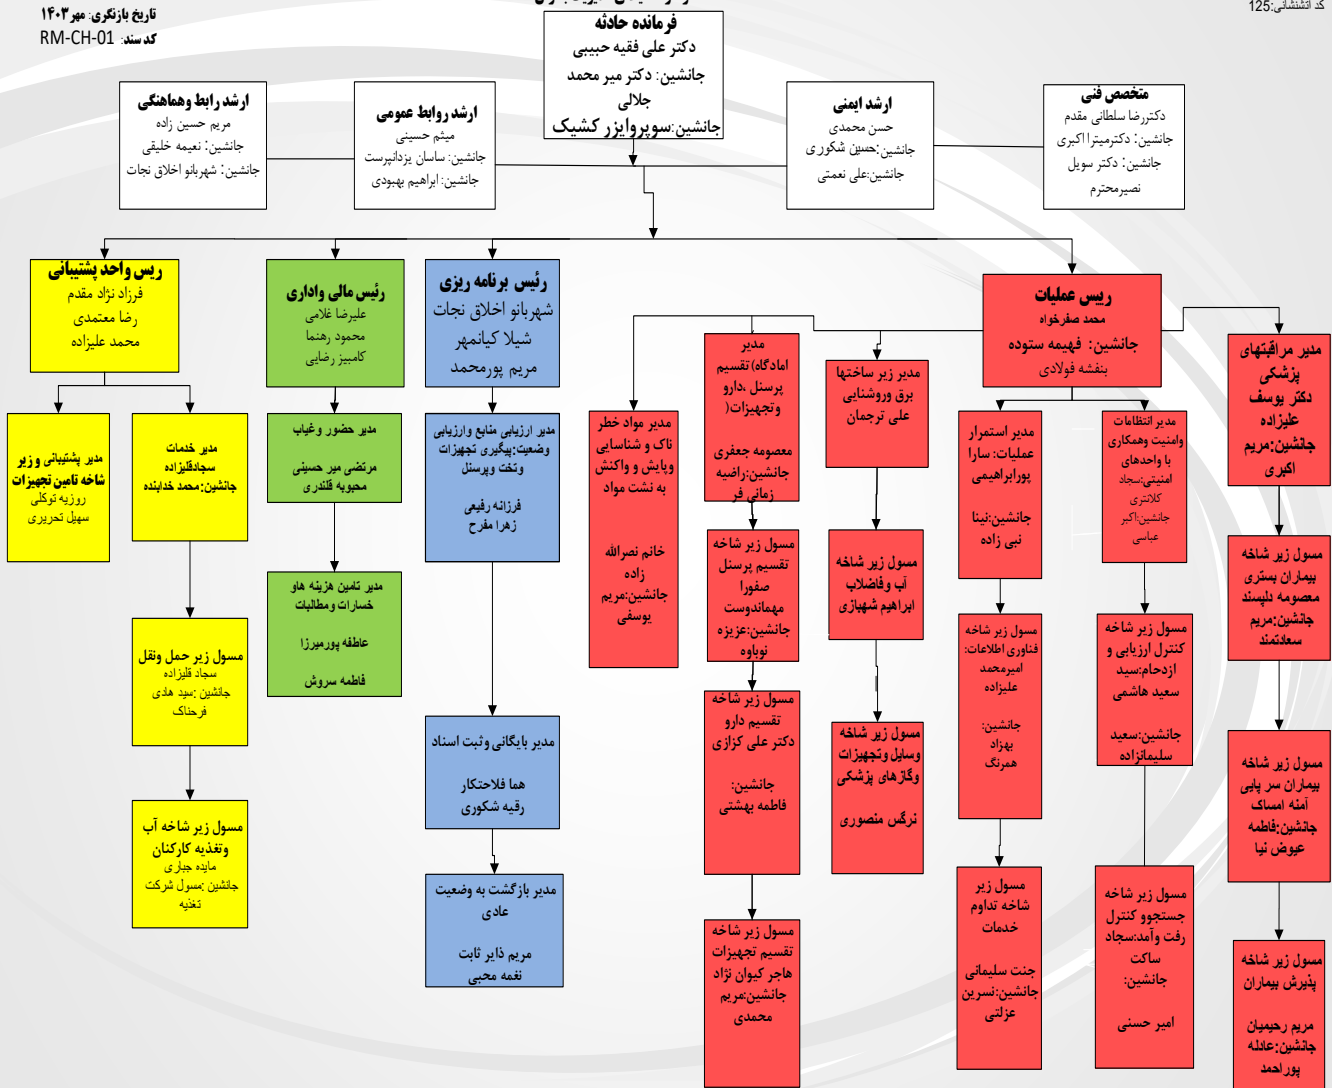 تاریخ بازنگری: مهر۱۴۰۳
کد سند: RM-CH-01
کد آتشنشانی:125
فرمانده حادثه
دکتر علی فقیه حبیبی
جانشین: دکتر میر محمد
جلالی
جانشین:سوپروایزر کشیک
متخصص فنی
دکتررضا سلطانی مقدم
جانشین: دکترمیترا اکبری
جانشین: دکتر سویل
نصیرمحترم
ارشد ایمنی
حسن محمدی
جانشین:حسین شکوری
جانشین:علی نعمتی
ارشد روابط عمومی
میثم حسینی
جانشین: ساسان یزدانپرست
جانشین: ابراهیم بهبودی
ارشد رابط وهماهنگی
مریم حسین زاده
جانشین: نعیمه خلیقی
جانشین: شهربانو اخلاق نجات
رییس عملیات
محمد صفرخواه
جانشین: فهیمه ستوده
بنفشه فولادی
رئیس برنامه ریزی
شهربانو اخلاق نجات
شیلا کیانمهر
مریم پورمحمد
رئیس مالی واداری
علیرضا غلامی
محمود رهنما
کامبیز رضایی
ریس واحد پشتیبانی
فرزاد نژاد مقدم
رضا معتمدی
محمد علیزاده
مدیر مراقبتهای
پزشکی
دکتر یوسف
علیزاده
جانشین:مریم
اکبری
مسول زیر شاخه
بیماران بستری
معصومه دلپسند
جانشین:مریم
سعادتمند
مسول زیر شاخه
بیماران سر پایی
آمنه امساک
جانشین:فاطمه
عیوض نیا
مسول زیر شاخه
پذیرش بیماران
مریم رحیمیان
جانشین:عادله
پوراحمد
مدیر انتظامات
وامنیت وهمکاری
با واحدهای
امنیتی:سجاد
کلانتری
جانشین:اکبر
عباسی
مسول زیر شاخه
کنترل ارزیابی و
ازدحام:سید
سعید هاشمی
جانشین:سعید
سلیمانزاده
مسول زیر شاخه
جستجوو کنترل
رفت وآمد:سجاد
ساکت
جانشین:
امیر حسنی
مدیر استمرار
عملیات: سارا
پورابراهیمی
جانشین:نینا
نبی زاده
مسول زیر شاخه
فناوری اطلاعات:
امیرمحمد
علیزاده
جانشین:
بهزاد
همرنگ
مسول زیر
شاخه تداوم
خدمات
جنت سلیمانی
جانشین:نسرین
عزلتی
مدیر زیر ساختها
برق وروشنایی
علی ترجمان
مسول زیر شاخه
آب وفاضلاب
ابراهیم شهبازی
مسول زیر شاخه
وسایل وتجهیزات
وگازهای پزشکی
نرگس منصوری
مدیر
امادگاه)تقسیم
پرسنل ،دارو
وتجهیزات(
معصومه جعفری
جانشین:راضیه
زمانی فر
مسول زیر شاخه
تقسیم پرسنل
صفورا
مهماندوست
جانشین:عزیزه
نوباوه
مسول زیر شاخه
تقسیم دارو
دکتر علی کزازی
جانشین:
فاطمه بهشتی
مسول زیر شاخه
تقسیم تجهیزات
هاجر کیوان نژاد
جانشین:مریم
محمدی
مدیر مواد خطر
ناک و شناسایی
وپایش و واکنش
به نشت مواد
خانم نصرالله
زاده
جانشین:مریم
یوسفی
مدیر ارزیابی منابع وارزیابی
وضعیت:پیگیری تجهیزات
وتخت وپرسنل
فرزانه رفیعی
زهرا مفرح
مدیر بایگانی وثبت اسناد
هما فلاحتکار
رقیه شکوری
مدیر بازگشت به وضعیت
عادی
مریم ذابر ثابت
نغمه محبی
مدیر حضور وغیاب
مرتضی میر حسینی
محبوبه قلندری
مدیر تامین هزینه هاو
خسارات ومطالبات
عاطفه پورمیرزا
فاطمه سروش
مدیر خدمات
سجادقلیزاده
جانشین:محمد خدابنده
مسول زیر حمل ونقل
سجاد قلیزاده
جانشین :سید هادی
فرحناک
مسول زیر شاخه آب
وتغذیه کارکنان
مایده جباری
جانشین :مسول شرکت
تغذیه
مدیر پشتیبانی و زیر
شاخه تامین تجهیزات
روزبه توکلی
سهیل تحریری